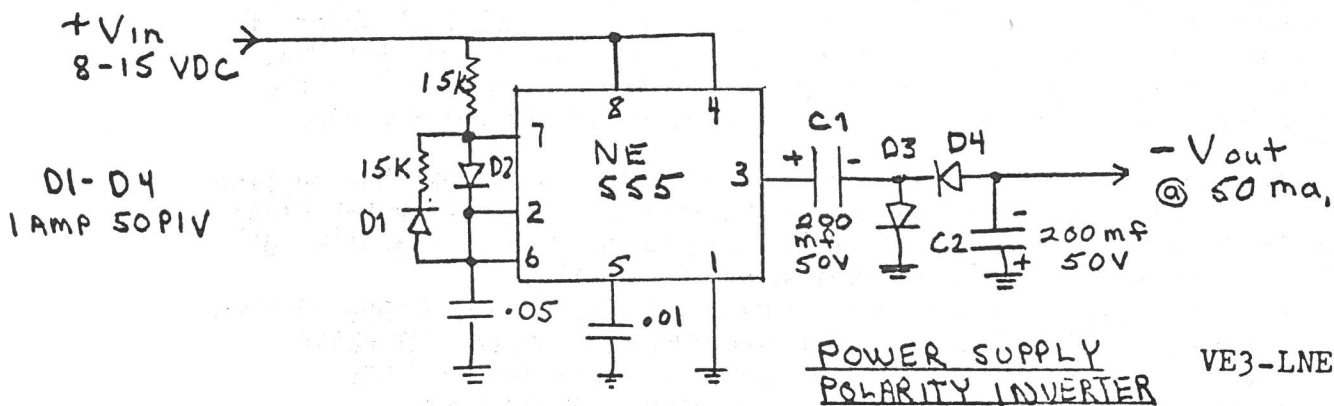 + Vin
8-15 VDC
15K
7
8
4
NE
555
3
15K
D2
D1
2
6
5
1
.05
.01
D1-D4
1 AMP 50PIV
C1
+
-
200
mf
50V
D3
D4
- Vout
@ 50 ma,
C2
-
+
200 mf
50V
POWER SUPPLY
POLARITY INVERTER
VE3-LNE